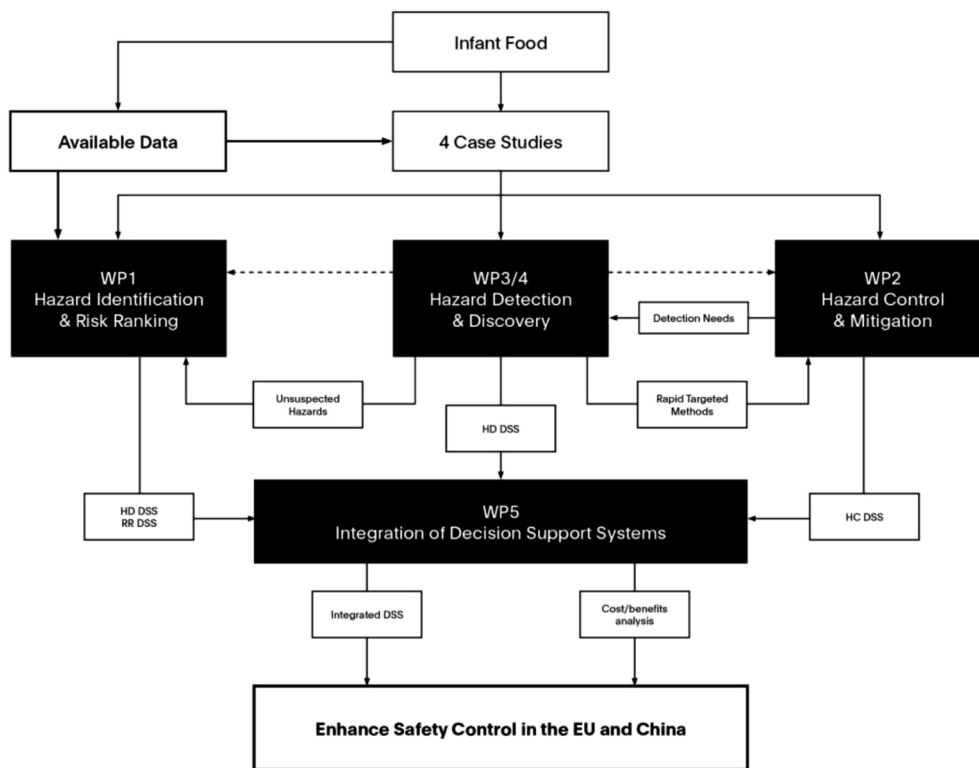 Infant Food
Available Data
4 Case Studies
WP1
Hazard Identification
& Risk Ranking
WP3/4
Hazard Detection
& Discovery
WP2
Hazard Control
& Mitigation
Detection Needs
Unsuspected
Hazards
Rapid Targeted
Methods
HD DSS
HD DSS
RR DSS
WP5
Integration of Decision Support Systems
HC DSS
Integrated DSS
Cost/benefits
analysis
Enhance Safety Control in the EU and China